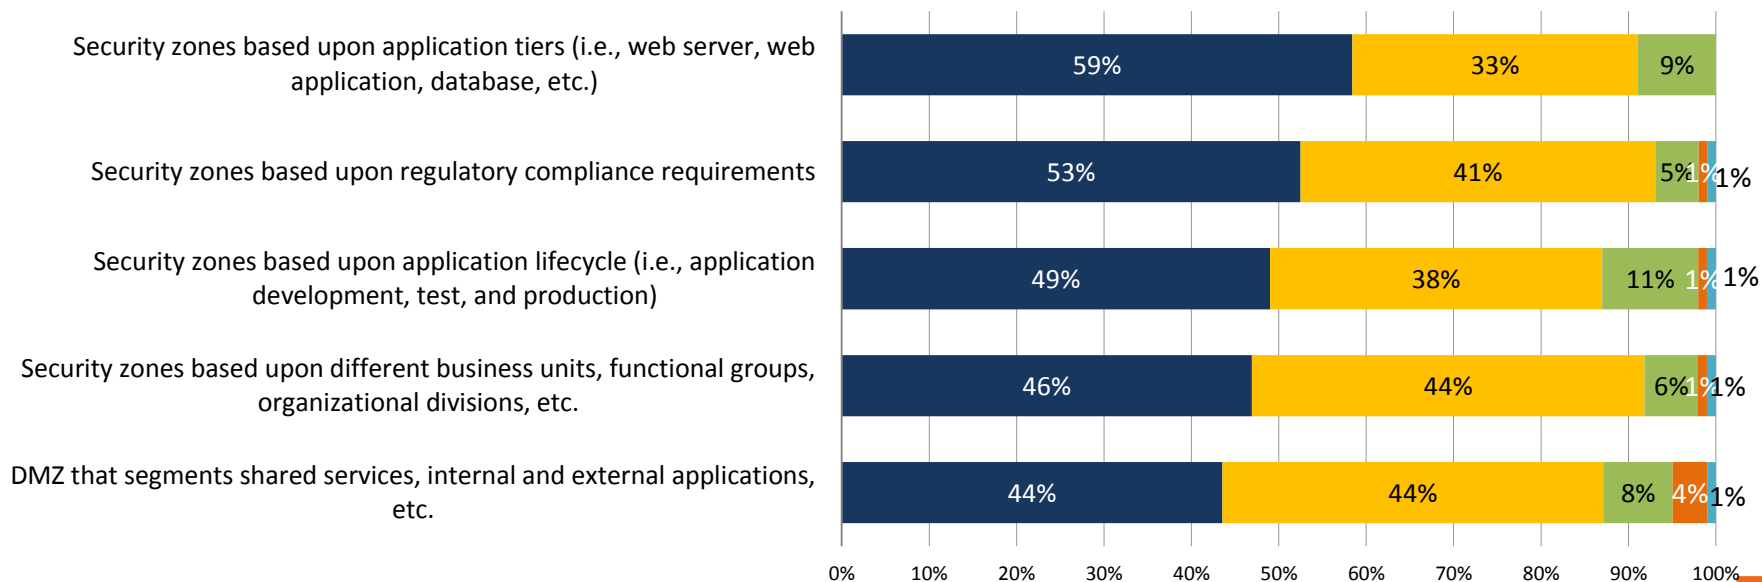 Security zones based upon application tiers (i.e., web server, web
application, database, etc.)
59% 33% 9%
Security zones based upon regulatory compliance requirements
53% 41% 5% 1% 1%
Security zones based upon application lifecycle (i.e., application
development, test, and production)
49% 38% 11% 1% 1%
Security zones based upon different business units, functional groups,
organizational divisions, etc.
46% 44% 6% 1% 1%
DMZ that segments shared services, internal and external applications,
etc.
44% 44% 8% 4% 1%
0% 10% 20% 30% 40% 50% 60% 70% 80% 90% 100%